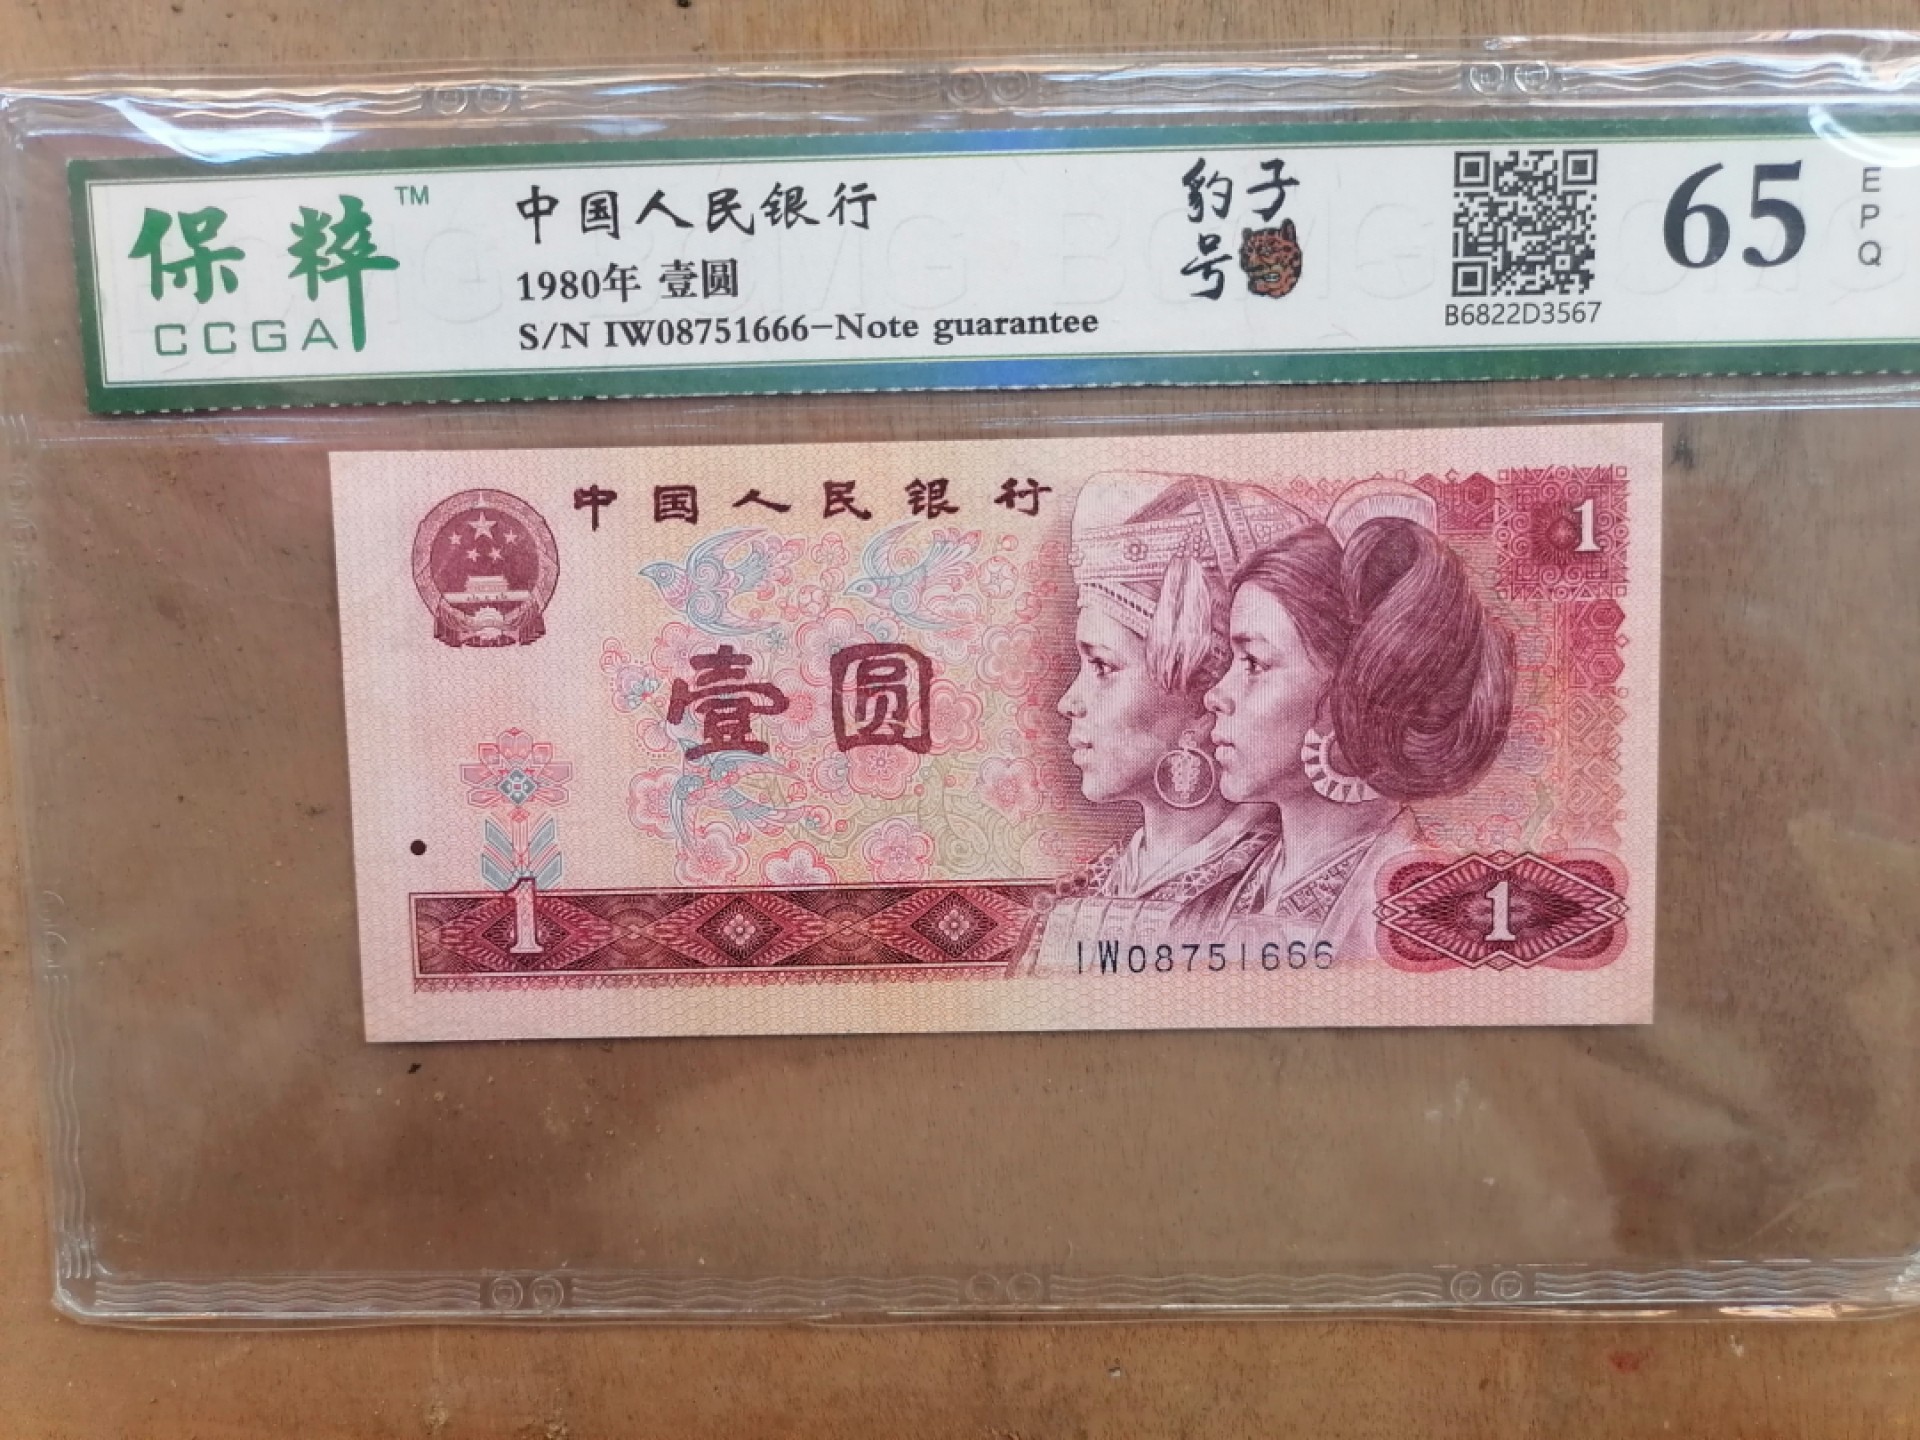 保粹™
CCGA
中国人民银行
1980年 壹圆
S/N IW08751666-Note guarantee
豹子
号
B6822D3567
65
EPQ
中国人民银行
1
壹圆
1
1
IW08751666